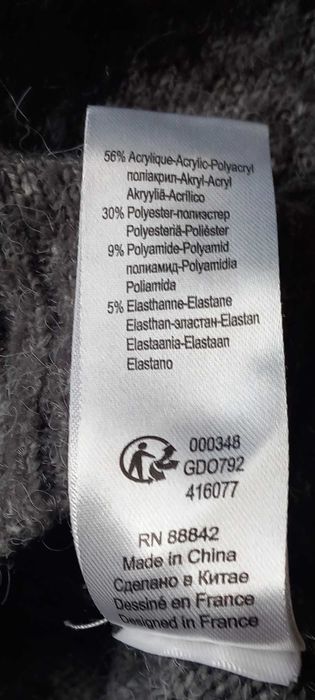 56% Acrylique-Acrylic-Polyacryl
поліакрил-Akryl-Acryl
Akryyliä-Acrilico
30% Polyester-полиэстер
Polyesteriä-Poliéster
9% Polyamide-Polyamid
полиамид-Polyamidia
Poliamida
5% Elasthanne-Elastane
Elasthan-эластан-Elastan
Elastaania-Elastaan
Elastano
000348
GDO792
416077
RN 88842
Made in China
Сделано в Китае
Dessiné en France
Designed in France